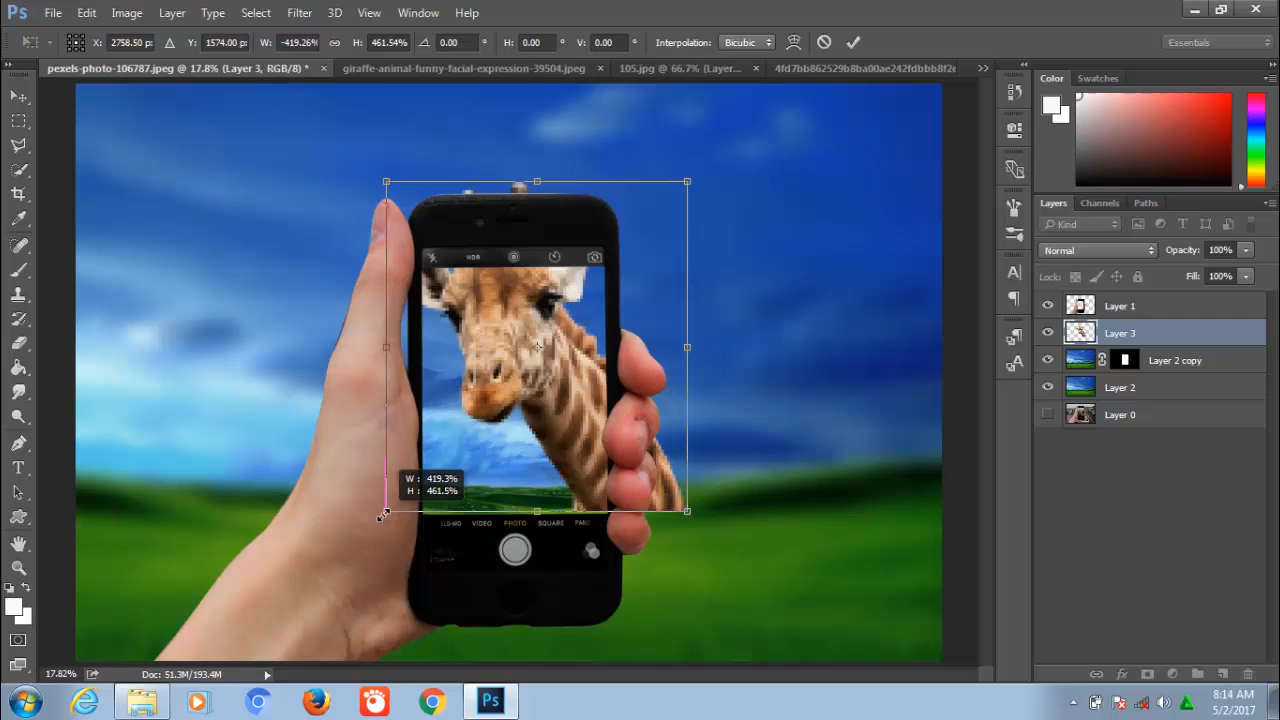 Ps File Edit Image Layer Type Select Filter 3D View Window Help
X: 2758.50 px Y: 1574.00 px W: -419.26% H: 461.54% 0.00 ° H: 0.00 ° V: 0.00 ° Interpolation: Bicubic Essentials
pexels-photo-106787.jpeg @ 17.8% (Layer 3, RGB/8) * × giraffe-animal-funny-facial-expression-39504.jpeg × 105.jpg @ 66.7% (Layer... ×
Color Swatches
Layers Channels Paths
Kind
Normal Opacity: 100%
Lock: Fill: 100%
Layer 1
Layer 3
Layer 2 copy
Layer 2
Layer 0
HDR
W : 419.3%
H : 461.5%
SLO-MO VIDEO PHOTO SQUARE PANO
17.82% Doc: 51.3M/193.4M
Ps
8:14 AM
5/2/2017